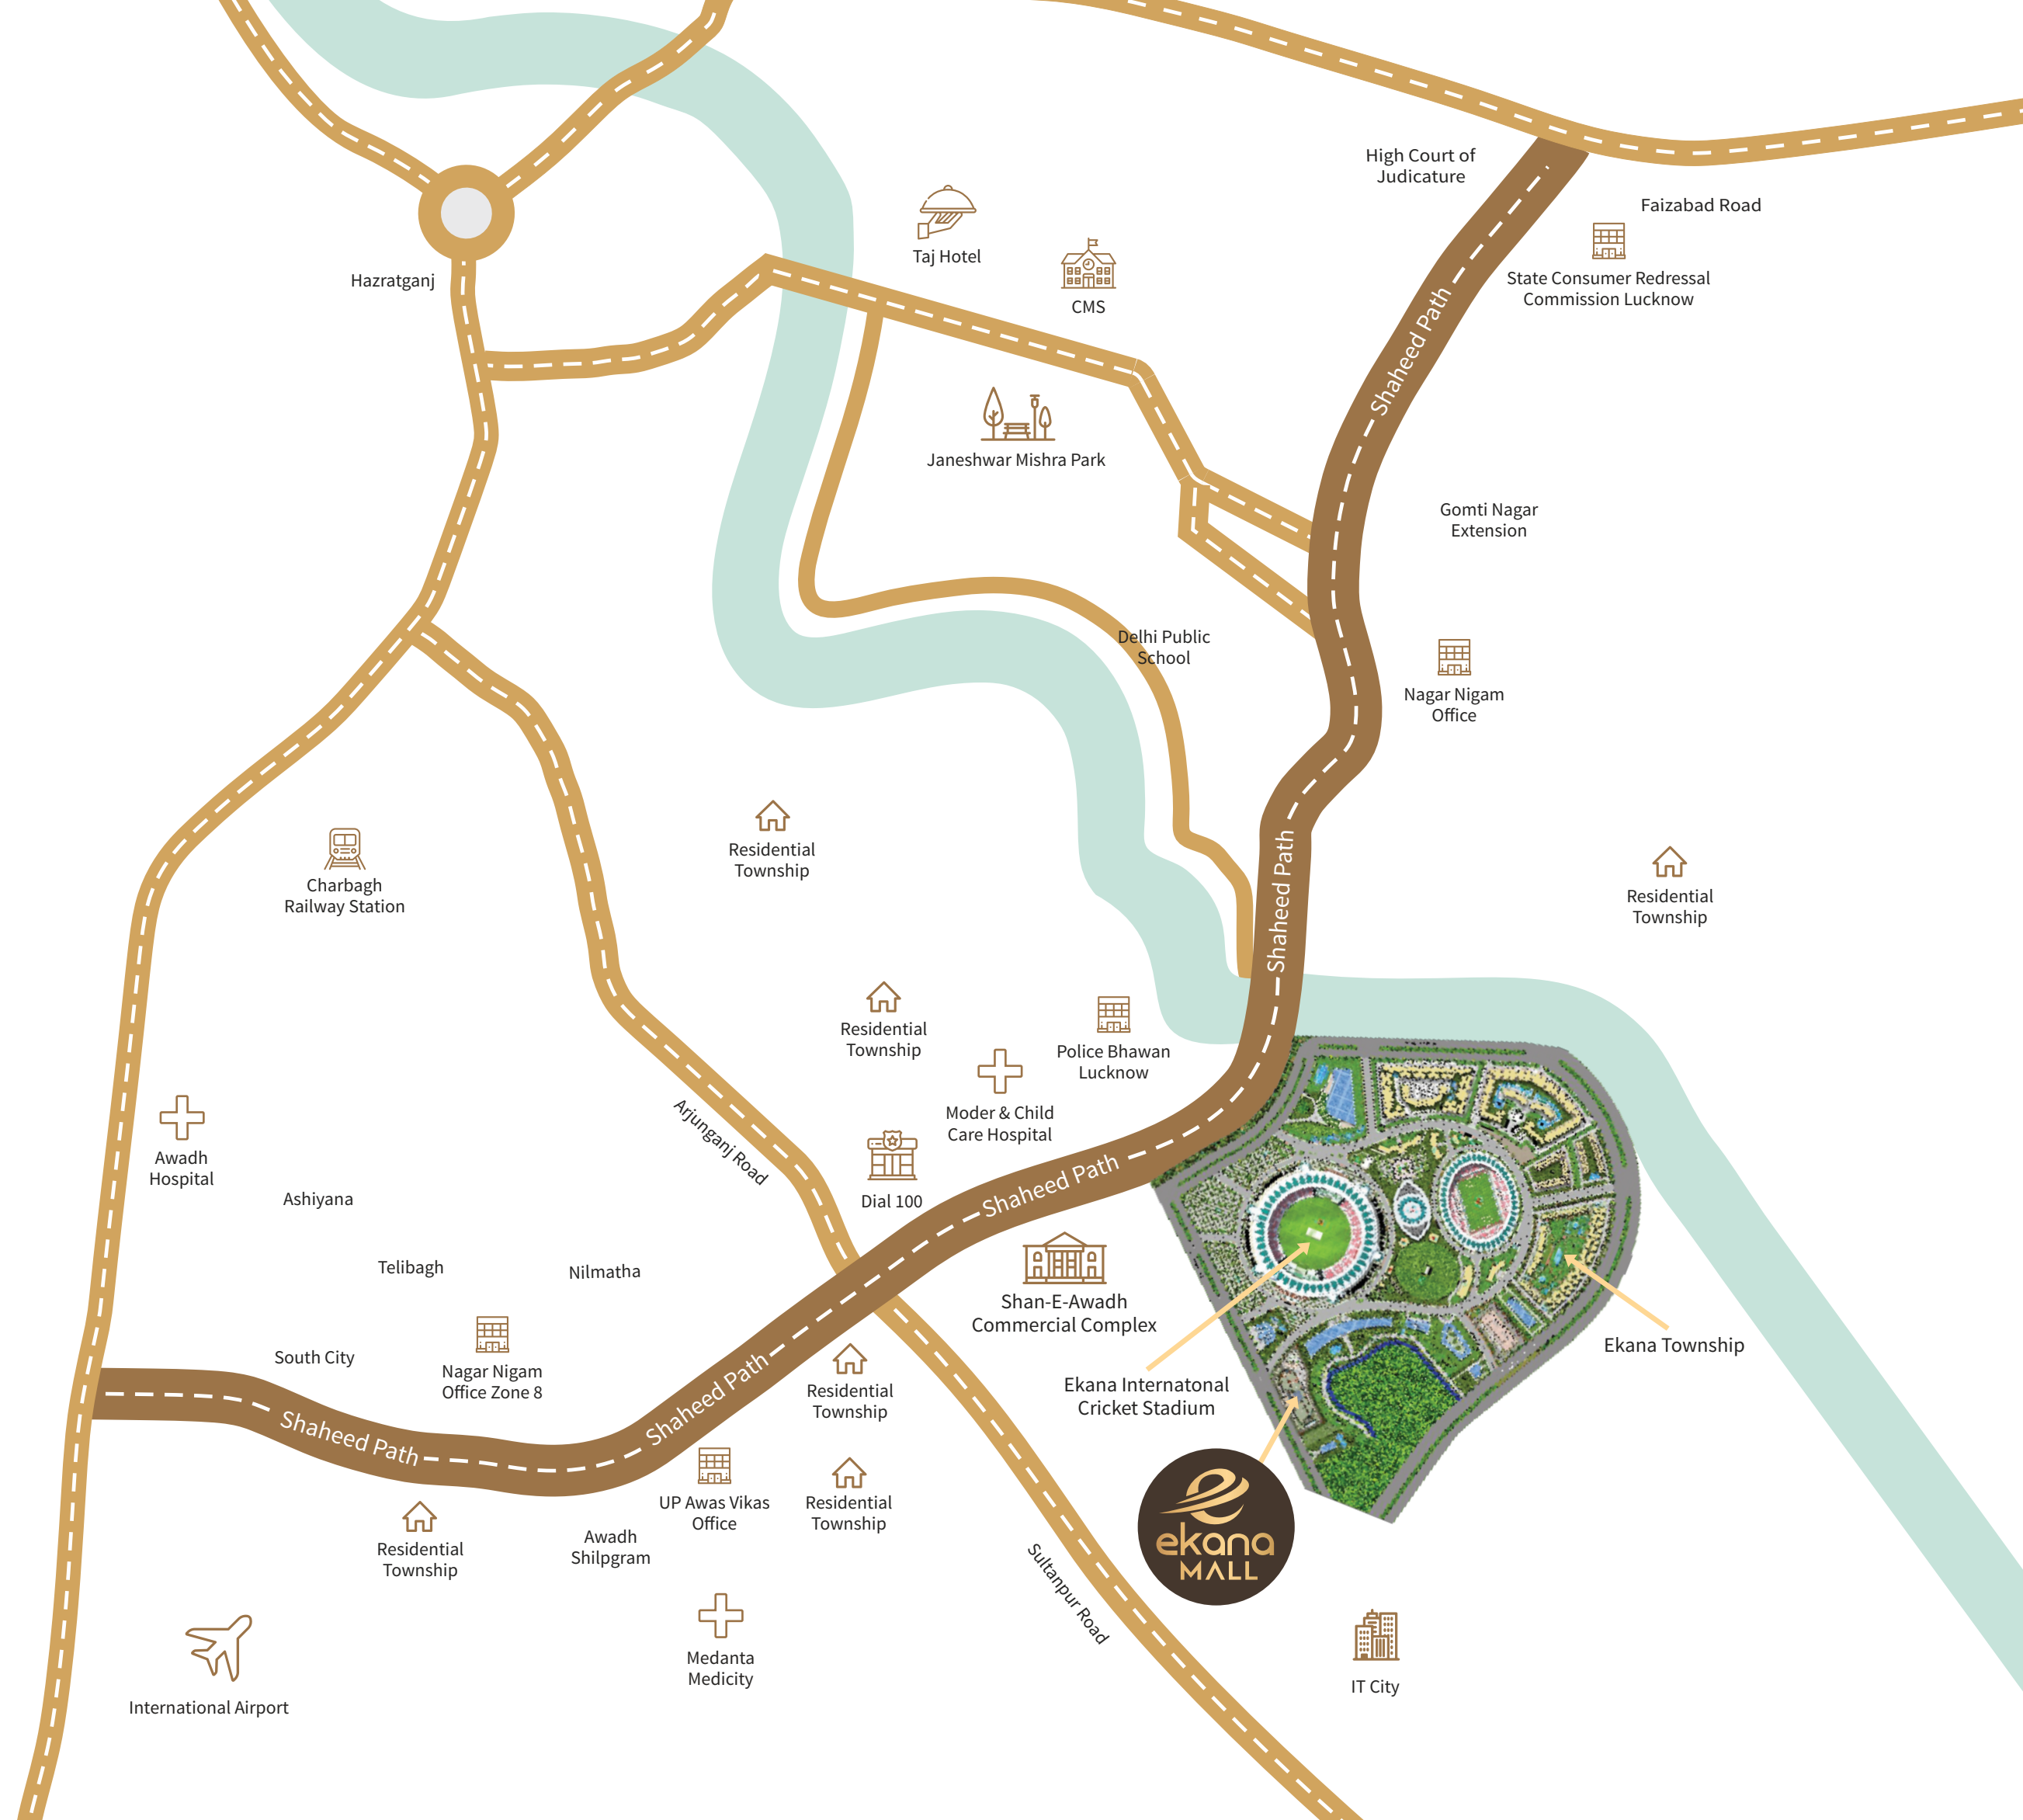 High Court of
Judicature
Faizabad Road
State Consumer Redressal
Commission Lucknow
Taj Hotel
CMS
Hazratganj
Shaheed Path
Janeshwar Mishra Park
Gomti Nagar
Extension
Delhi Public
School
Nagar Nigam
Office
Residential
Township
Charbagh
Railway Station
Shaheed Path
Residential
Township
Residential
Township
Police Bhawan
Lucknow
Moder & Child
Care Hospital
Arjunganj Road
Awadh
Hospital
Ashiyana
Dial 100
Shaheed Path
Telibagh
Nilmatha
Shan-E-Awadh
Commercial Complex
Ekana Township
South City
Nagar Nigam
Office Zone 8
Shaheed Path
Residential
Township
Ekana Internatonal
Cricket Stadium
Shaheed Path
UP Awas Vikas
Office
Residential
Township
Residential
Township
Awadh
Shilpgram
ekana
MALL
Sultanpur Road
Medanta
Medicity
IT City
International Airport